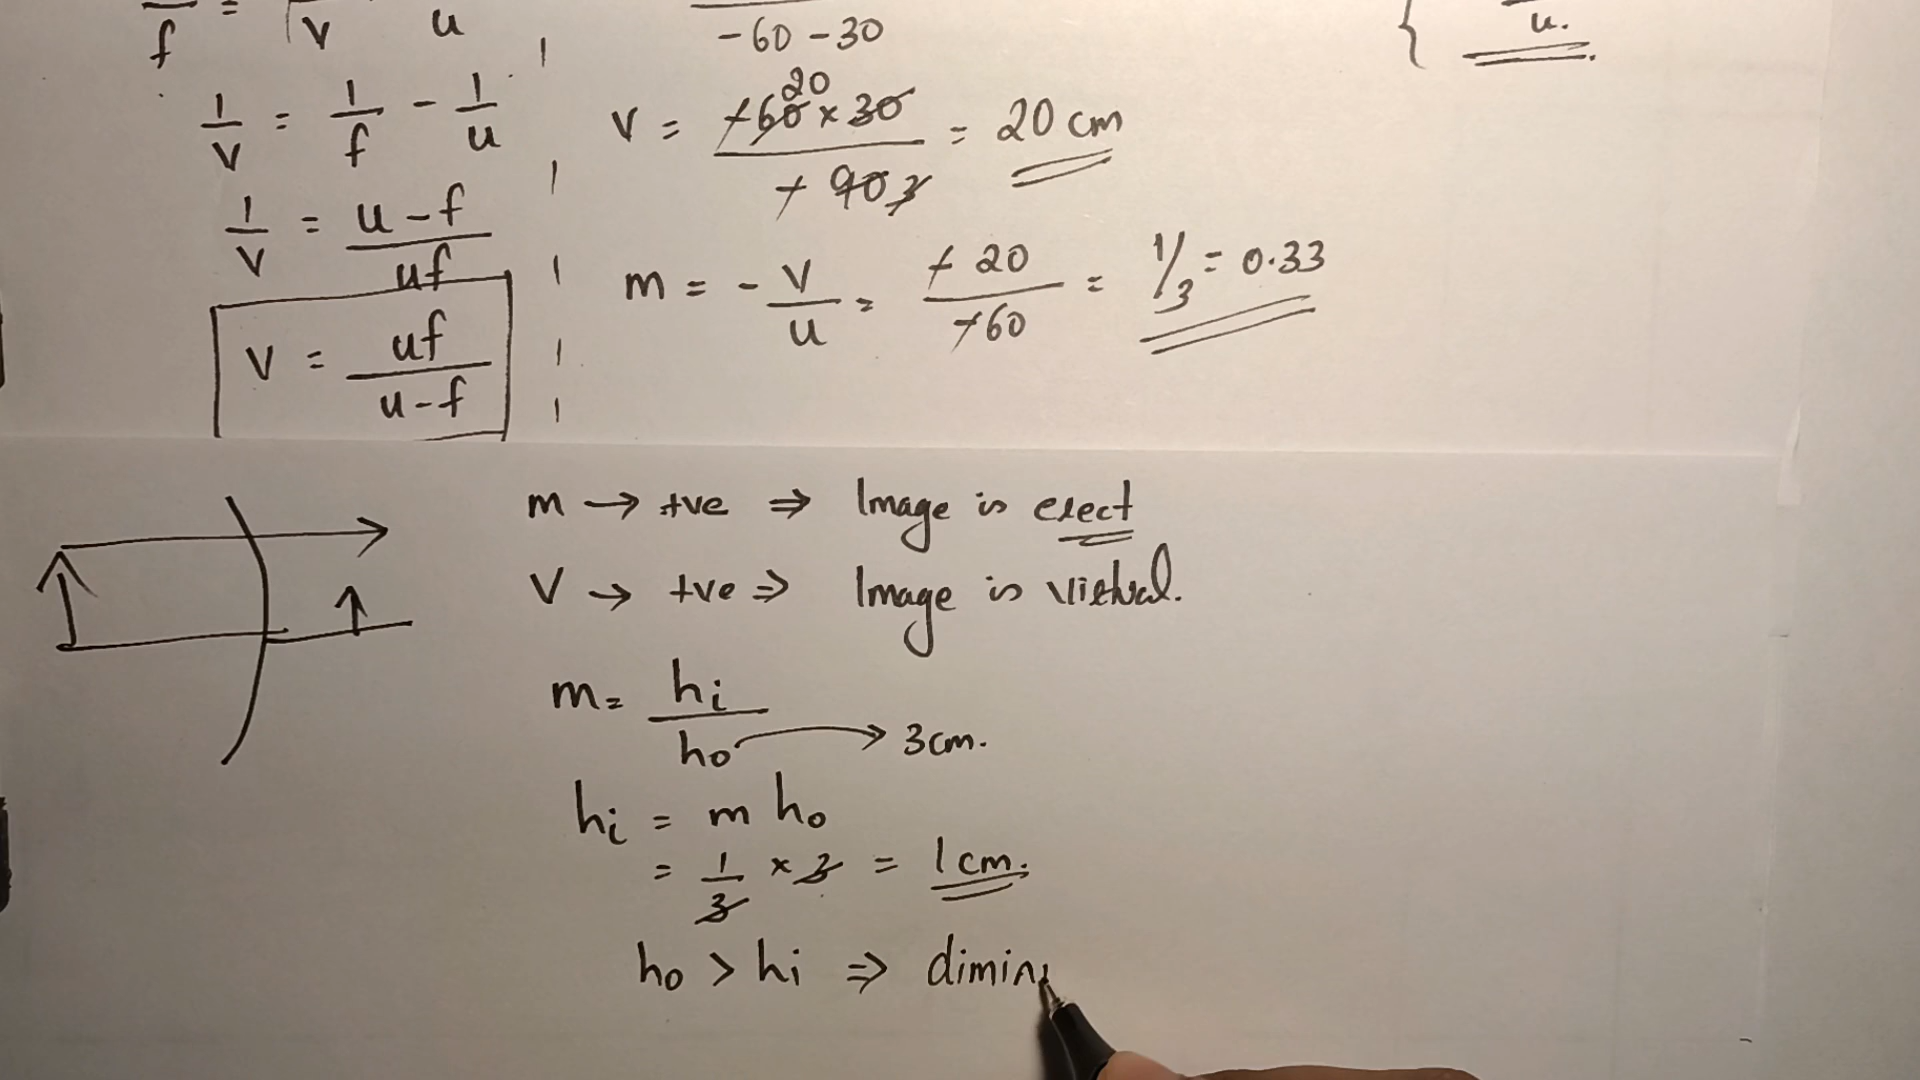 1/f = 1/v + 1/u
1/v = 1/f - 1/u
1/v = u-f/uf
v = uf/u-f
-60 -30
v = -60 x 30/-90 = 20 cm
20
3
m = -v/u = -20/-60 = 1/3 = 0.33
u.
m → +ve ⇒ Image is erect
v → +ve ⇒ Image is virtual.
m = hi/ho → 3cm.
hi = m ho
= 1/3 x 3 = 1 cm.
ho > hi ⇒ dimin